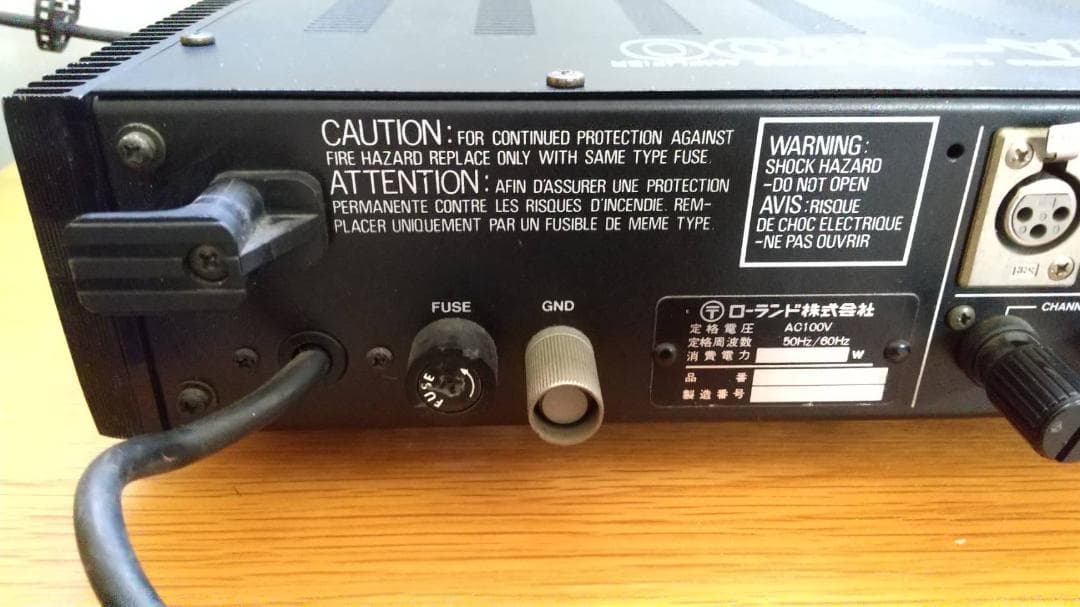 CAUTION: FOR CONTINUED PROTECTION AGAINST
FIRE HAZARD REPLACE ONLY WITH SAME TYPE FUSE.
ATTENTION: AFIN D'ASSURER UNE PROTECTION
PERMANENTE CONTRE LES RISQUES D'INCENDIE. REM-
PLACER UNIQUEMENT PAR UN FUSIBLE DE MEME TYPE.
WARNING:
SHOCK HAZARD
-DO NOT OPEN
AVIS: RISQUE
DE CHOC ELECTRIQUE
-NE PAS OUVRIR
FUSE
GND
FUSE
〒 ローランド株式会社
定格電圧 AC100V
定格周波数 50Hz/60Hz
消費電力 W
品番
製造番号